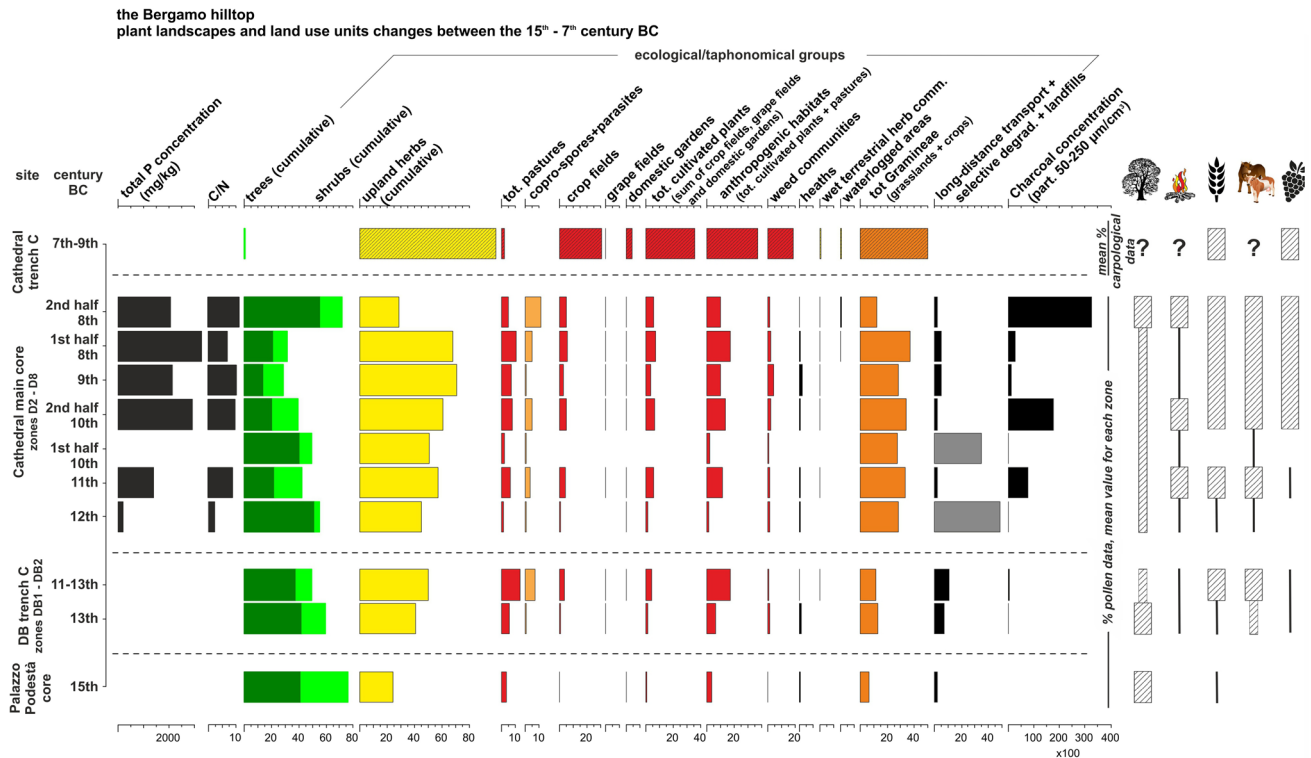 the Bergamo hilltop
plant landscapes and land use units changes between the 15th - 7th century BC
ecological/taphonomical groups
site
century
BC
total P concentration
(mg/kg)
C/N
trees (cumulative)
shrubs (cumulative)
upland herbs
(cumulative)
tot. pastures
copro-spores+parasites
crop fields
grape fields
domestic gardens
tot. cultivated plants
(sum of crop fields, grape fields
and domestic gardens)
anthropogenic habitats
(tot. cultivated plants + pastures)
weed communities
heaths
wet terrestrial herb comm.
waterlogged areas
tot Gramineae
(grasslands + crops)
long-distance transport +
selective degrad. + landfills
Charcoal concentration
(part. 50-250 μm/cm³)
Cathedral
trench C
7th-9th
mean %
carpological
data
? ? ?
Cathedral main core
zones D2 - D8
2nd half
8th
1st half
8th
9th
2nd half
10th
1st half
10th
11th
12th
% pollen data, mean value for each zone
DB trench C
zones DB1 - DB2
11-13th
13th
Palazzo
Podestà
core
15th
2000
10
0 20 40 60 80
20 40 60 80
10
10
20
20
20
20
20 40
20 40
100 200 300 400
x100